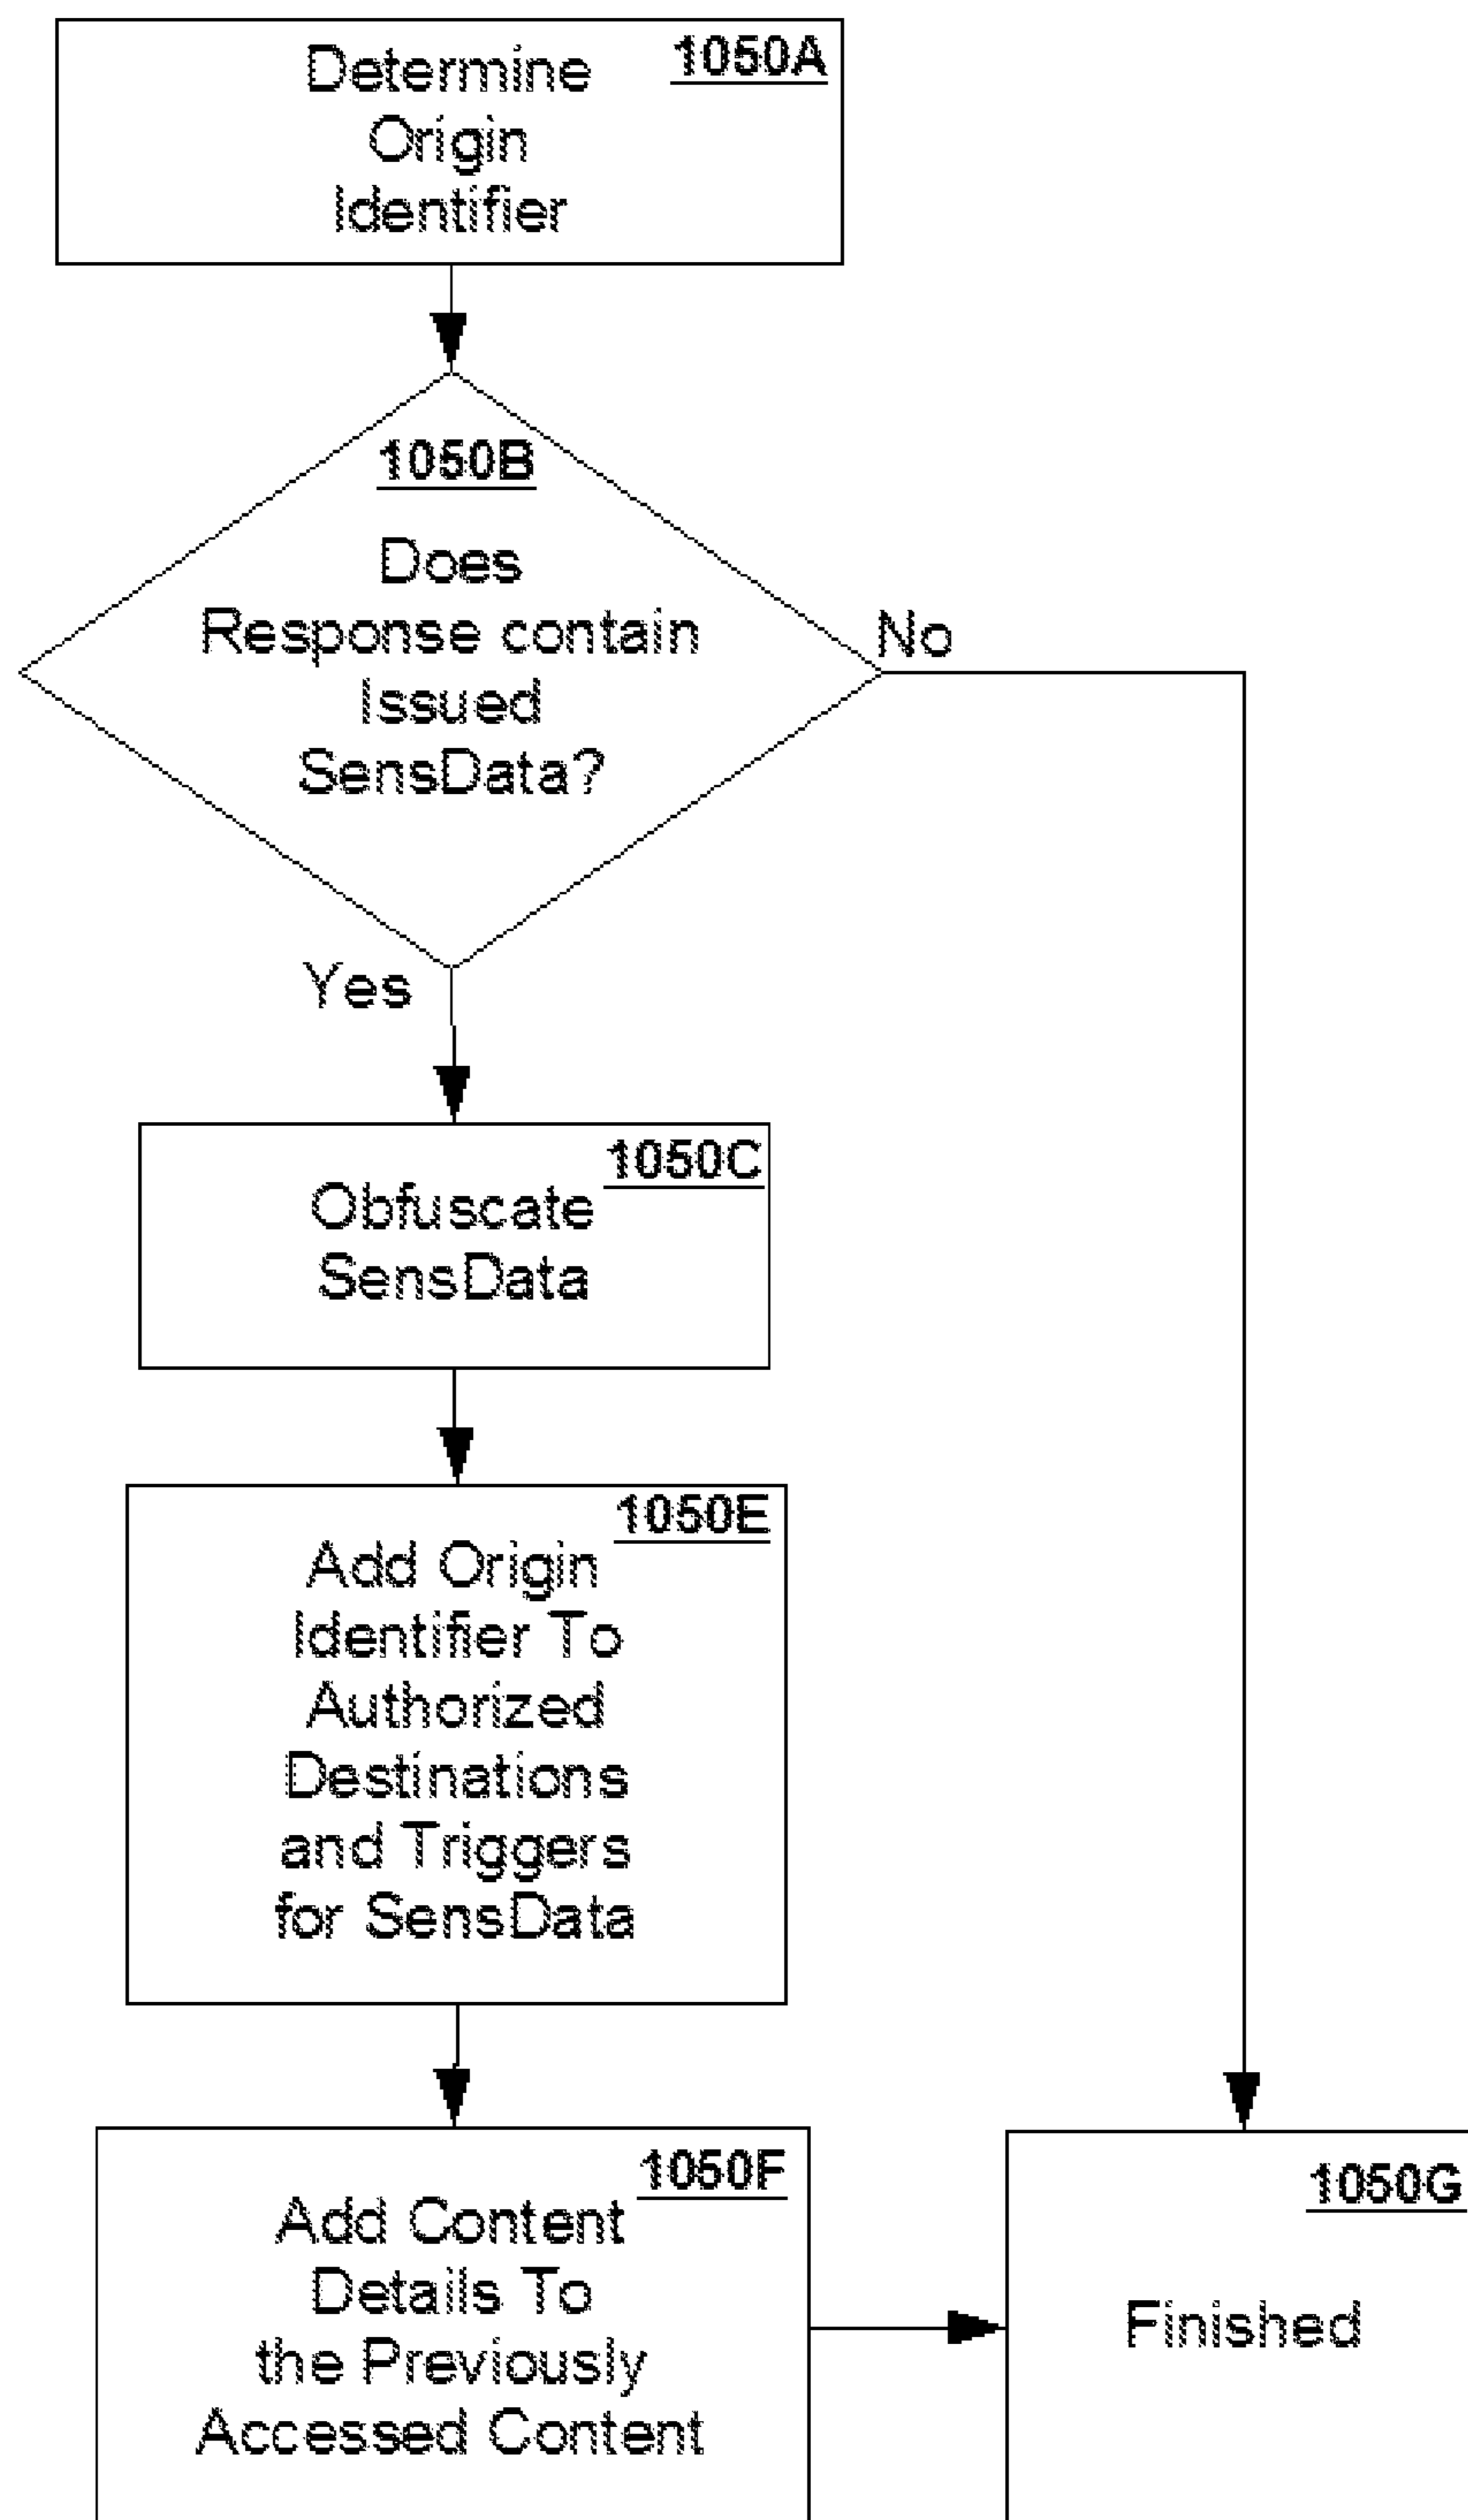 1050A
Determine
Origin
Identifier
1050B
Does
Response contain
Issued
SensData?
No
Yes
1050C
Obfuscate
SensData
1050E
Add Origin
Identifier To
Authorized
Destinations
and Triggers
for SensData
1050F
Add Content
Details To
the Previously
Accessed Content
1050G
Finished